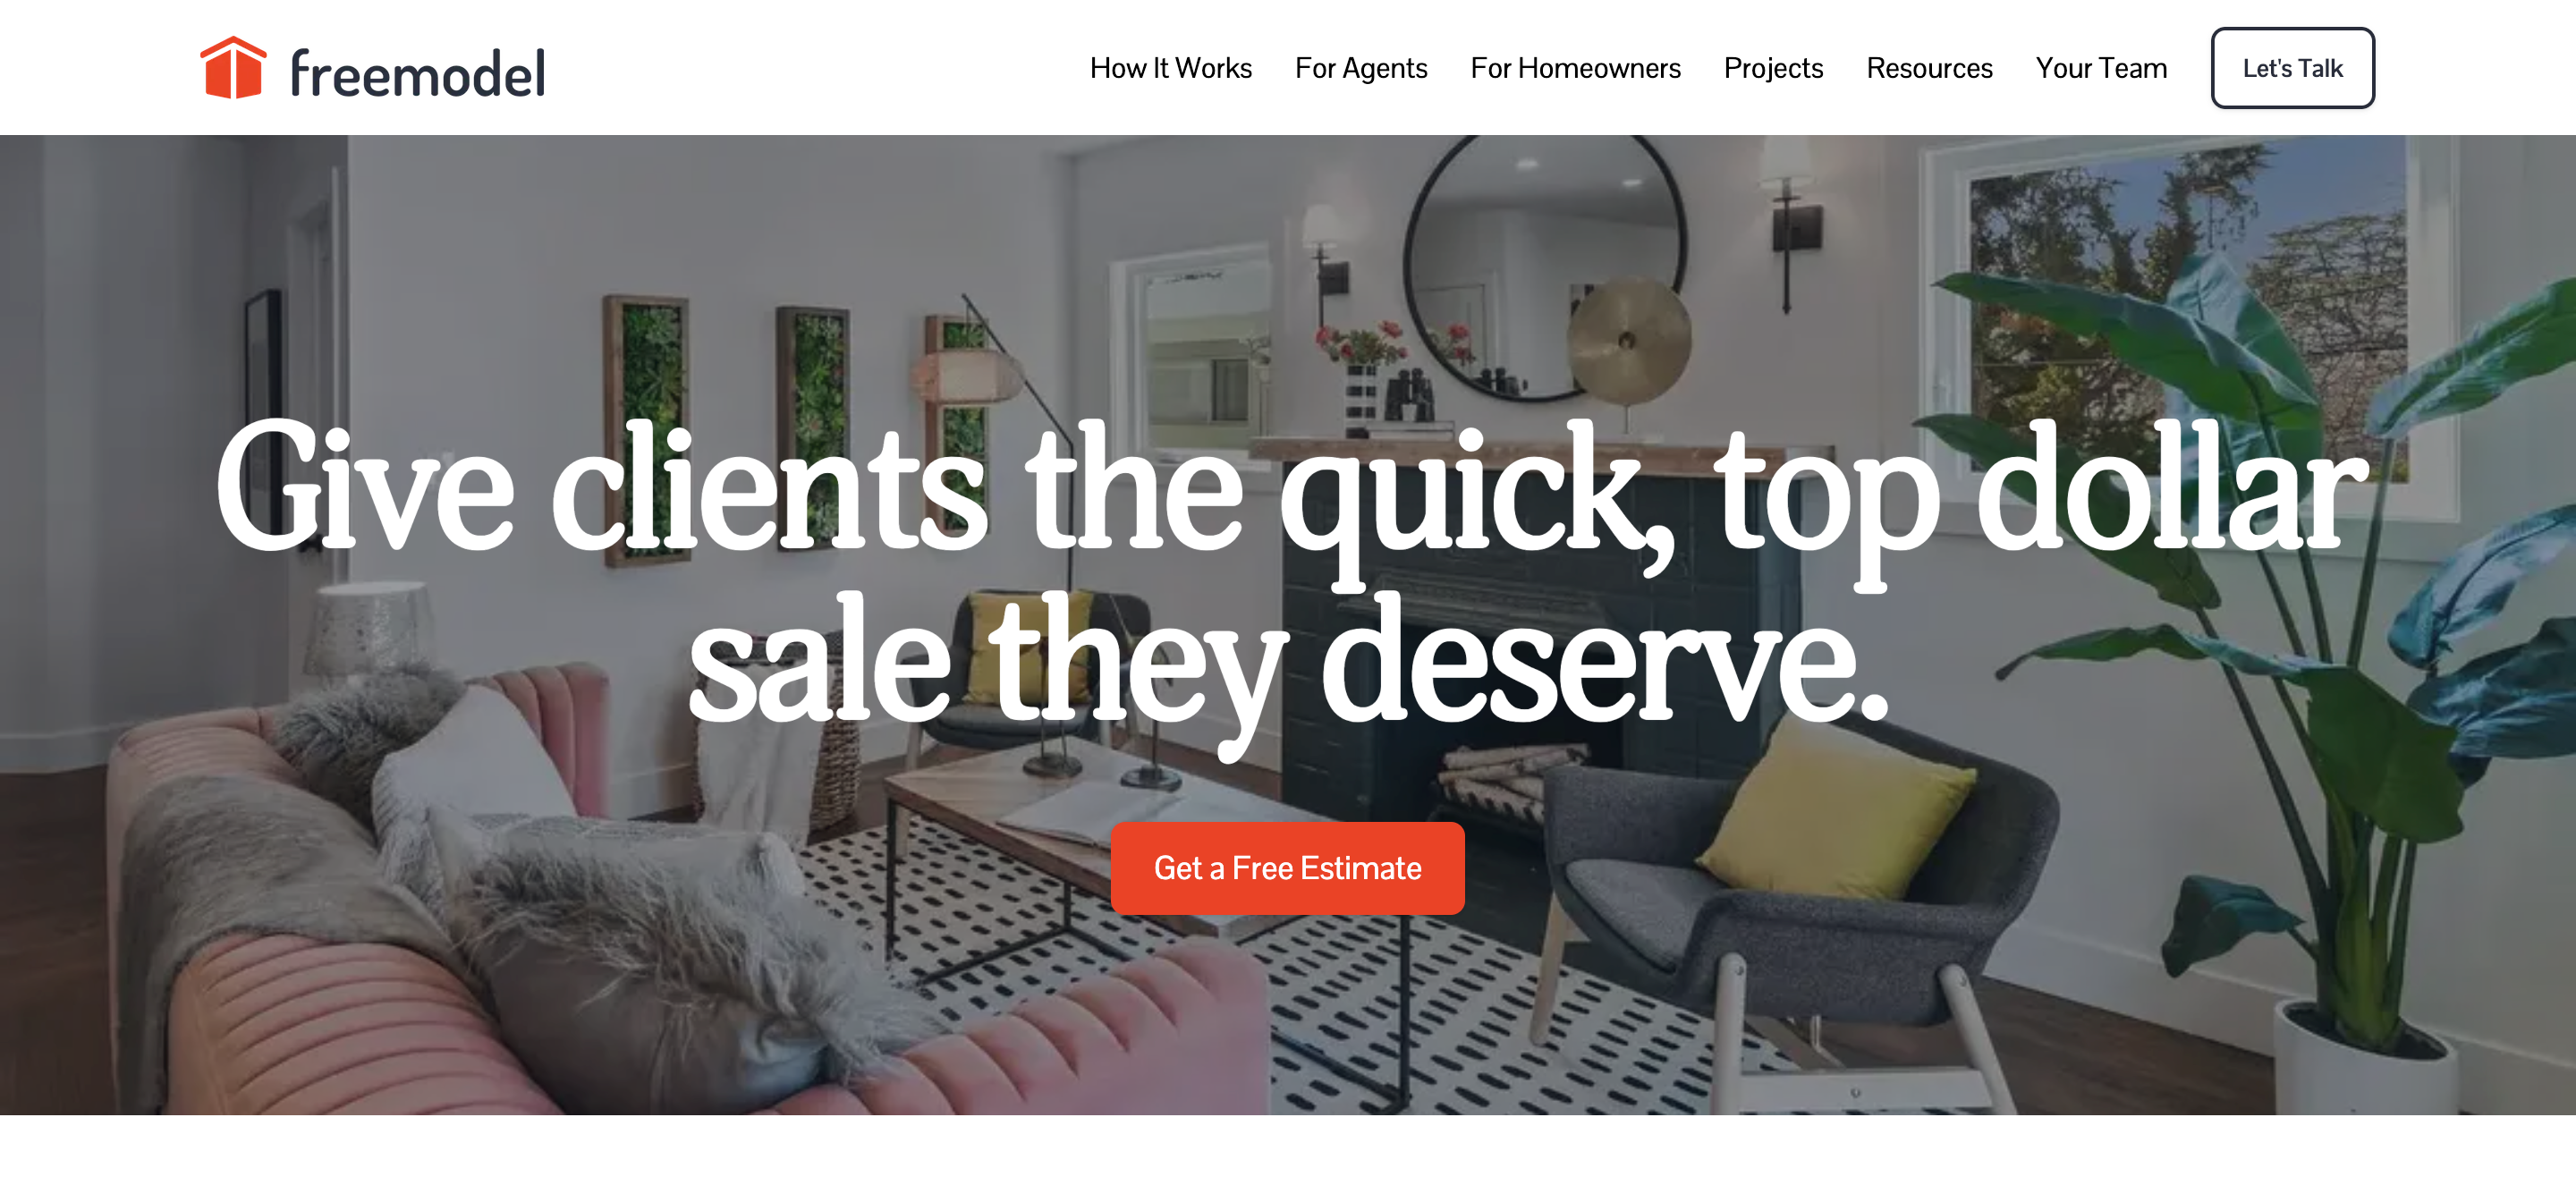 freemodel
How It Works
For Agents
For Homeowners
Projects
Resources
Your Team
Let's Talk
Give clients the quick, top dollar
sale they deserve.
Get a Free Estimate